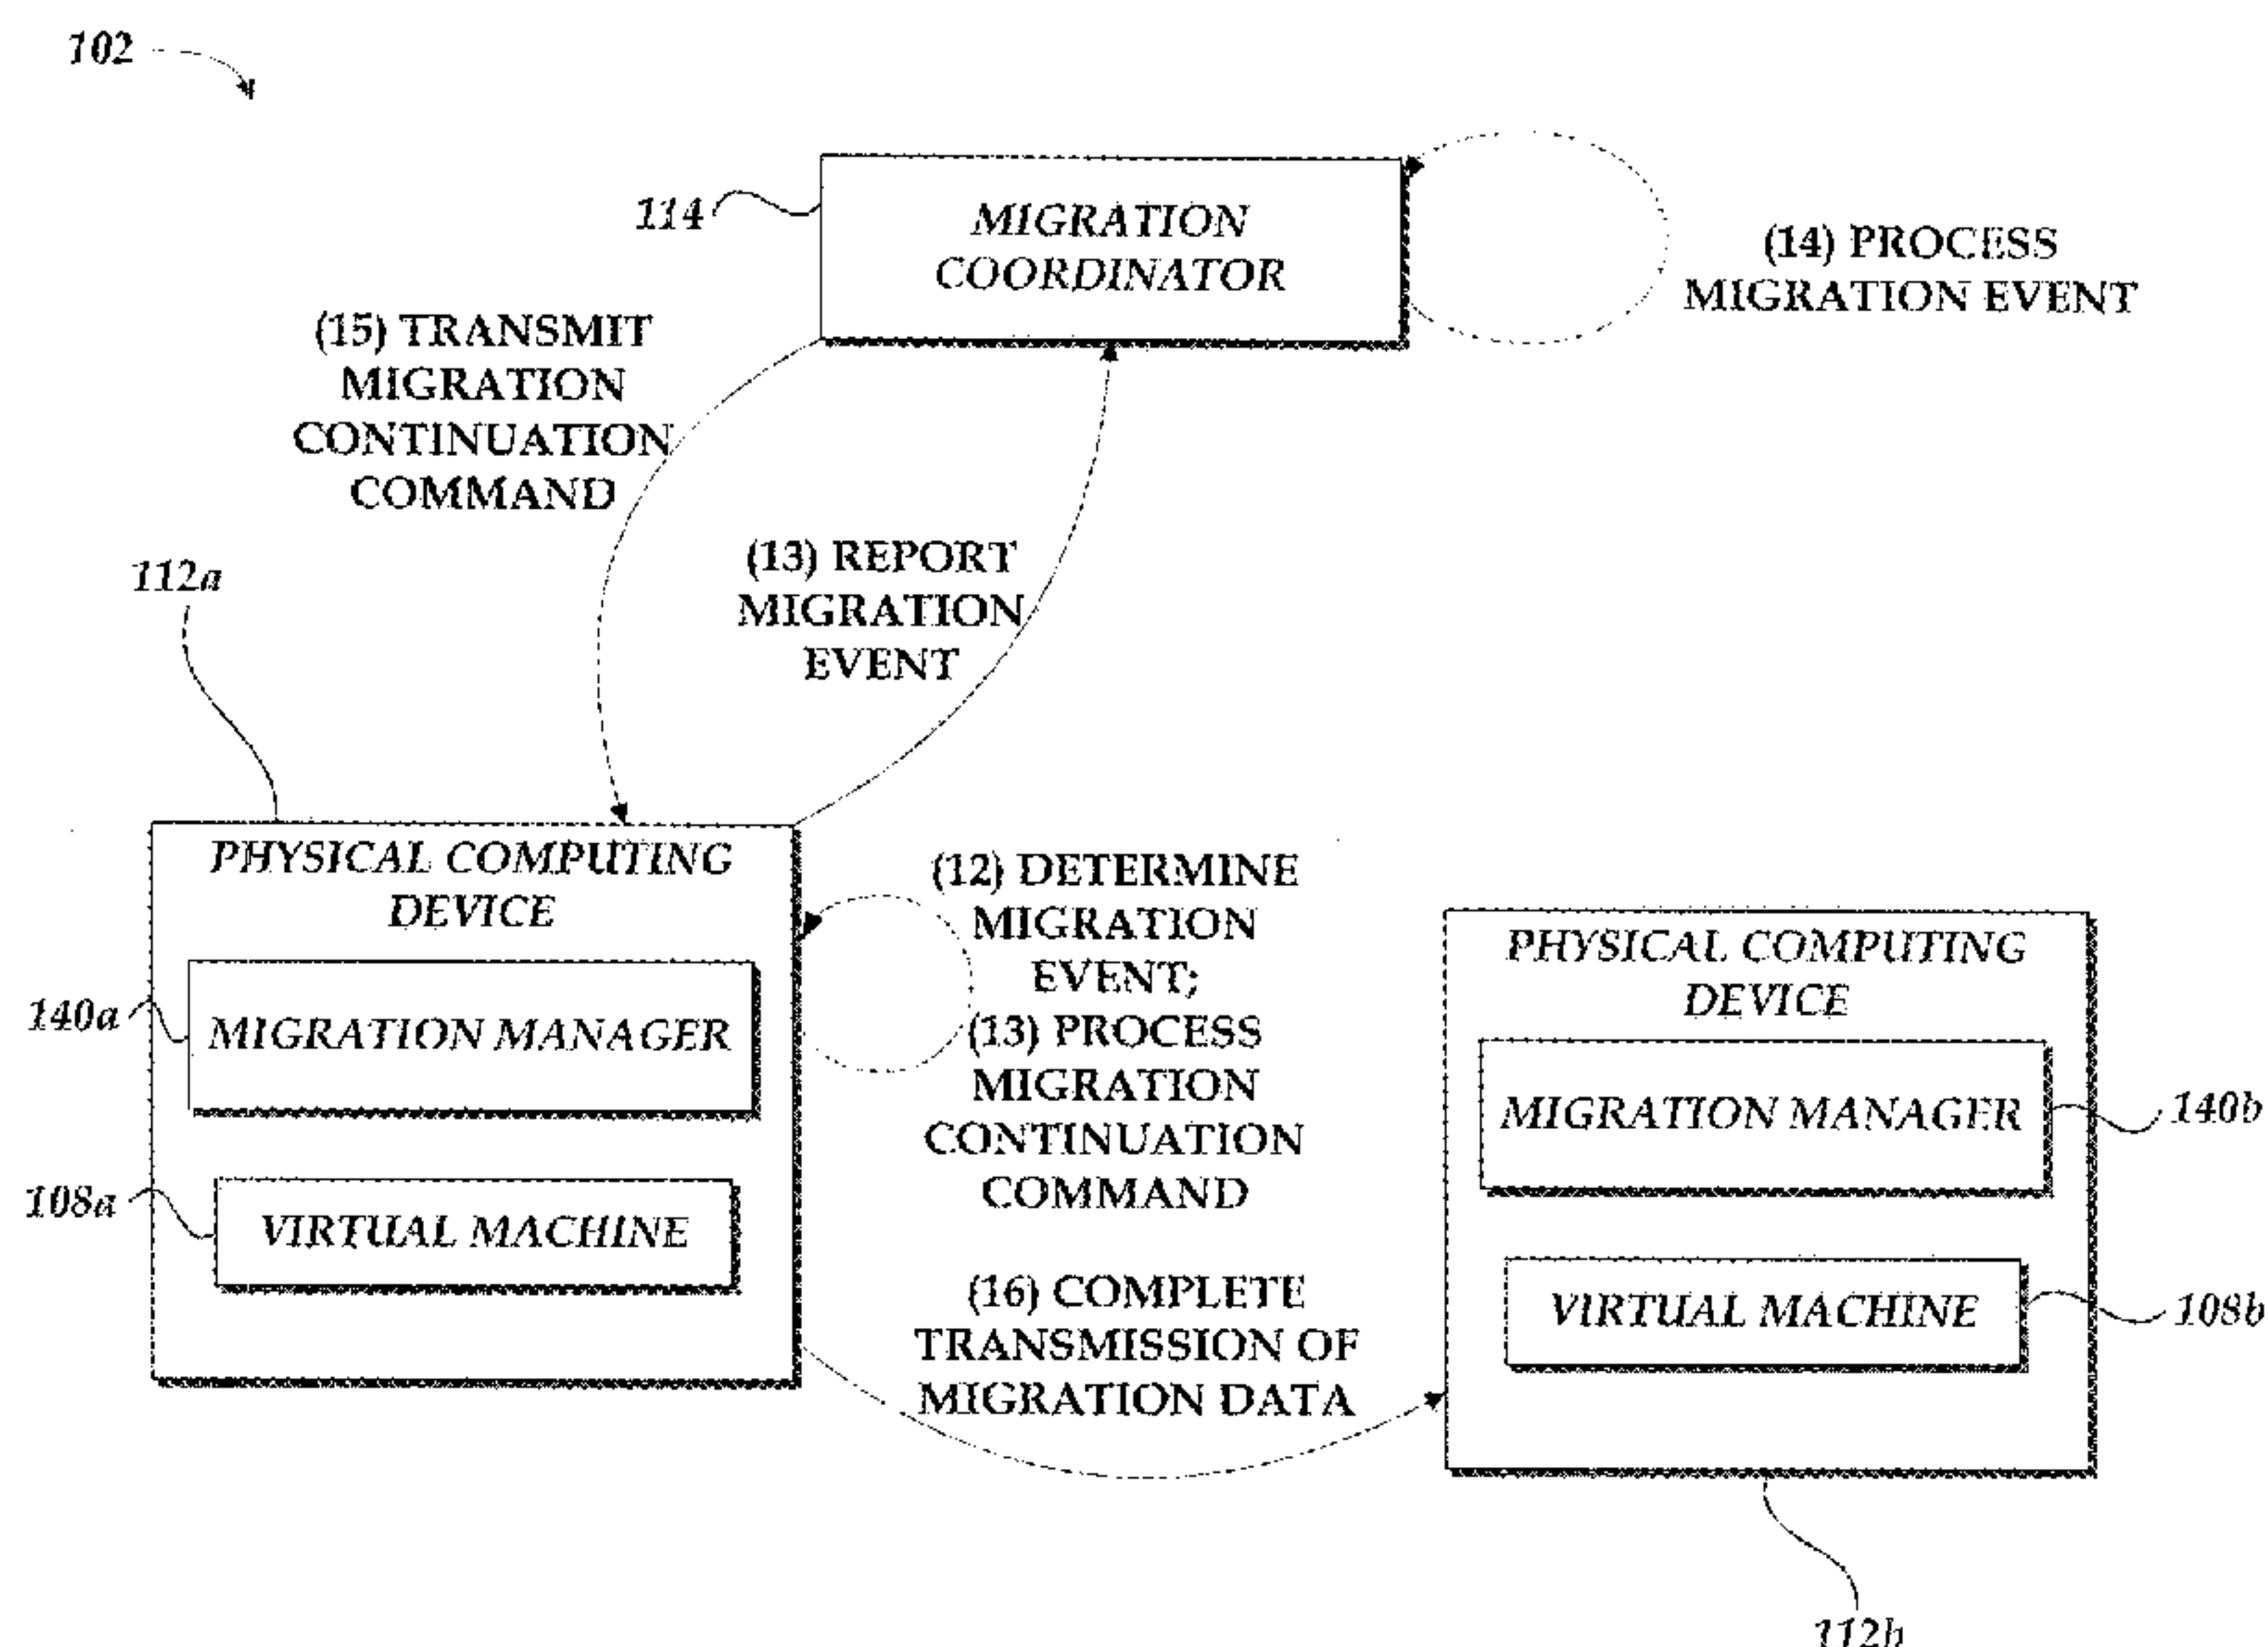 102
114
MIGRATION
COORDINATOR
(14) PROCESS
MIGRATION EVENT
(15) TRANSMIT
MIGRATION
CONTINUATION
COMMAND
(13) REPORT
MIGRATION
EVENT
112a
PHYSICAL COMPUTING
DEVICE
140a
MIGRATION MANAGER
108a
VIRTUAL MACHINE
(12) DETERMINE
MIGRATION
EVENT;
(13) PROCESS
MIGRATION
CONTINUATION
COMMAND
(16) COMPLETE
TRANSMISSION OF
MIGRATION DATA
PHYSICAL COMPUTING
DEVICE
MIGRATION MANAGER
140b
VIRTUAL MACHINE
108b
112b